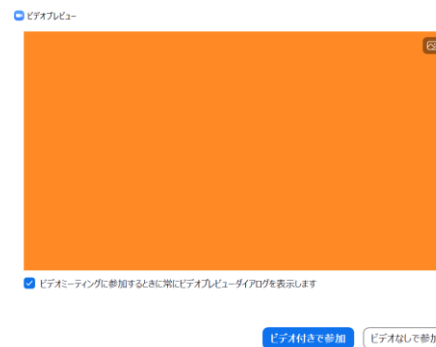 ビデオプレビュー
ビデオミーティングに参加するときに常にビデオプレビューダイアログを表示します
ビデオ付きで参加
ビデオなしで参加